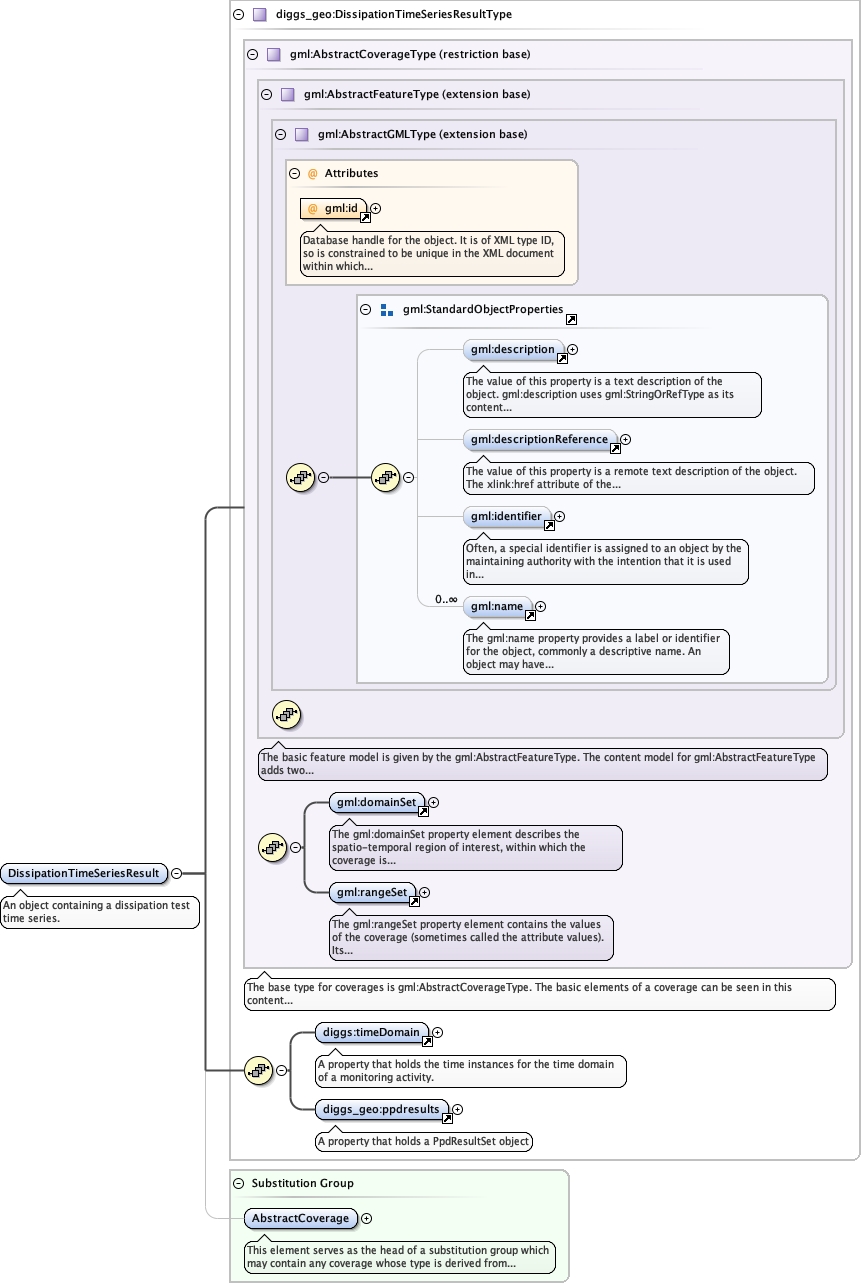 diggs_geo:DissipationTimeSeriesResultType
gml:AbstractCoverageType (restriction base)
gml:AbstractFeatureType (extension base)
gml:AbstractGMLType (extension base)
@ Attributes
@ gml:id
Database handle for the object. It is of XML type ID,
so is constrained to be unique in the XML document
within which...
gml:StandardObjectProperties
gml:description
The value of this property is a text description of the
object. gml:description uses gml:StringOrRefType as its
content...
gml:descriptionReference
The value of this property is a remote text description of the object.
The xlink:href attribute of the...
gml:identifier
Often, a special identifier is assigned to an object by the
maintaining authority with the intention that it is used
in...
0..∞
gml:name
The gml:name property provides a label or identifier
for the object, commonly a descriptive name. An
object may have...
The basic feature model is given by the gml:AbstractFeatureType. The content model for gml:AbstractFeatureType
adds two...
gml:domainSet
The gml:domainSet property element describes the
spatio-temporal region of interest, within which the
coverage is...
gml:rangeSet
The gml:rangeSet property element contains the values
of the coverage (sometimes called the attribute values).
Its...
DissipationTimeSeriesResult
An object containing a dissipation test
time series.
The base type for coverages is gml:AbstractCoverageType. The basic elements of a coverage can be seen in this
content...
diggs:timeDomain
A property that holds the time instances for the time domain
of a monitoring activity.
diggs_geo:ppdresults
A property that holds a PpdResultSet object
Substitution Group
AbstractCoverage
This element serves as the head of a substitution group which
may contain any coverage whose type is derived from...